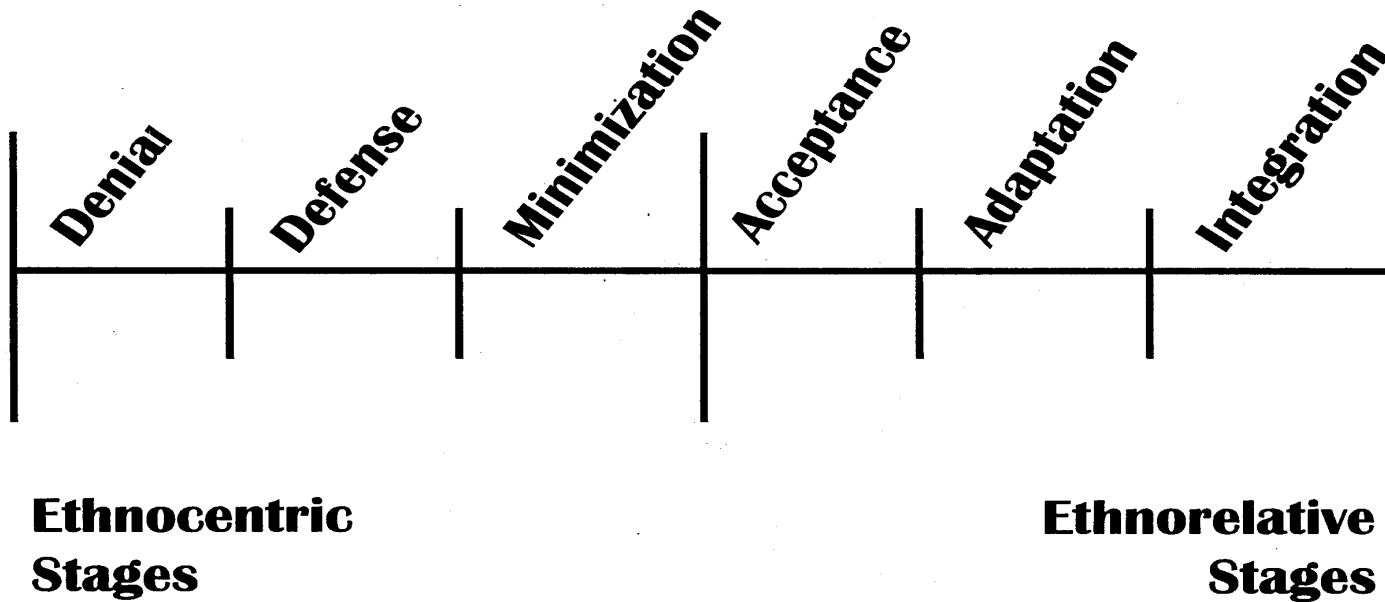 Denial
Defense
Minimization
Acceptance
Adaptation
Integration
Ethnocentric
Stages
Ethnorelative
Stages